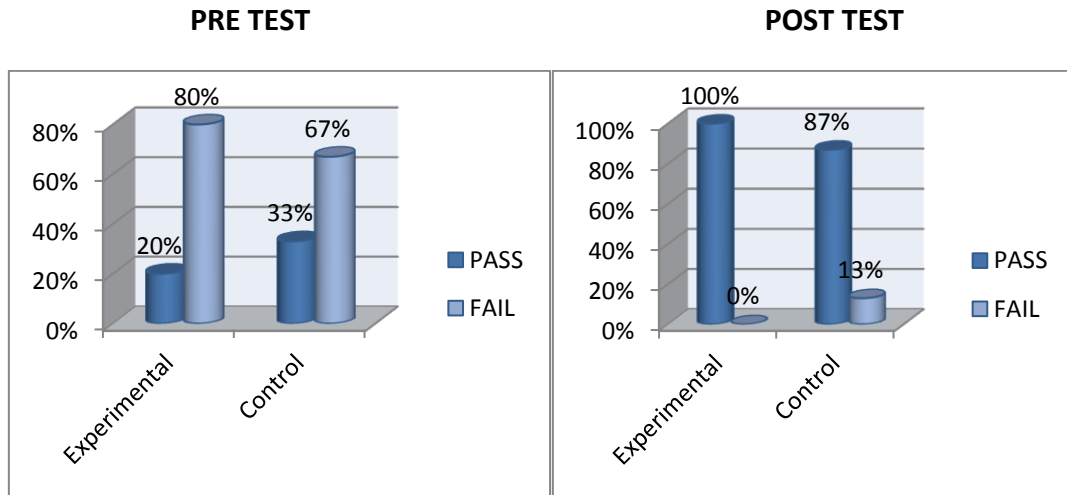 PRE TEST
80%
80%
67%
60%
40%
33%
20%
20%
0%
PASS
FAIL
Experimental
Control
POST TEST
100%
100%
87%
80%
60%
40%
20%
13%
0%
0%
PASS
FAIL
Experimental
Control